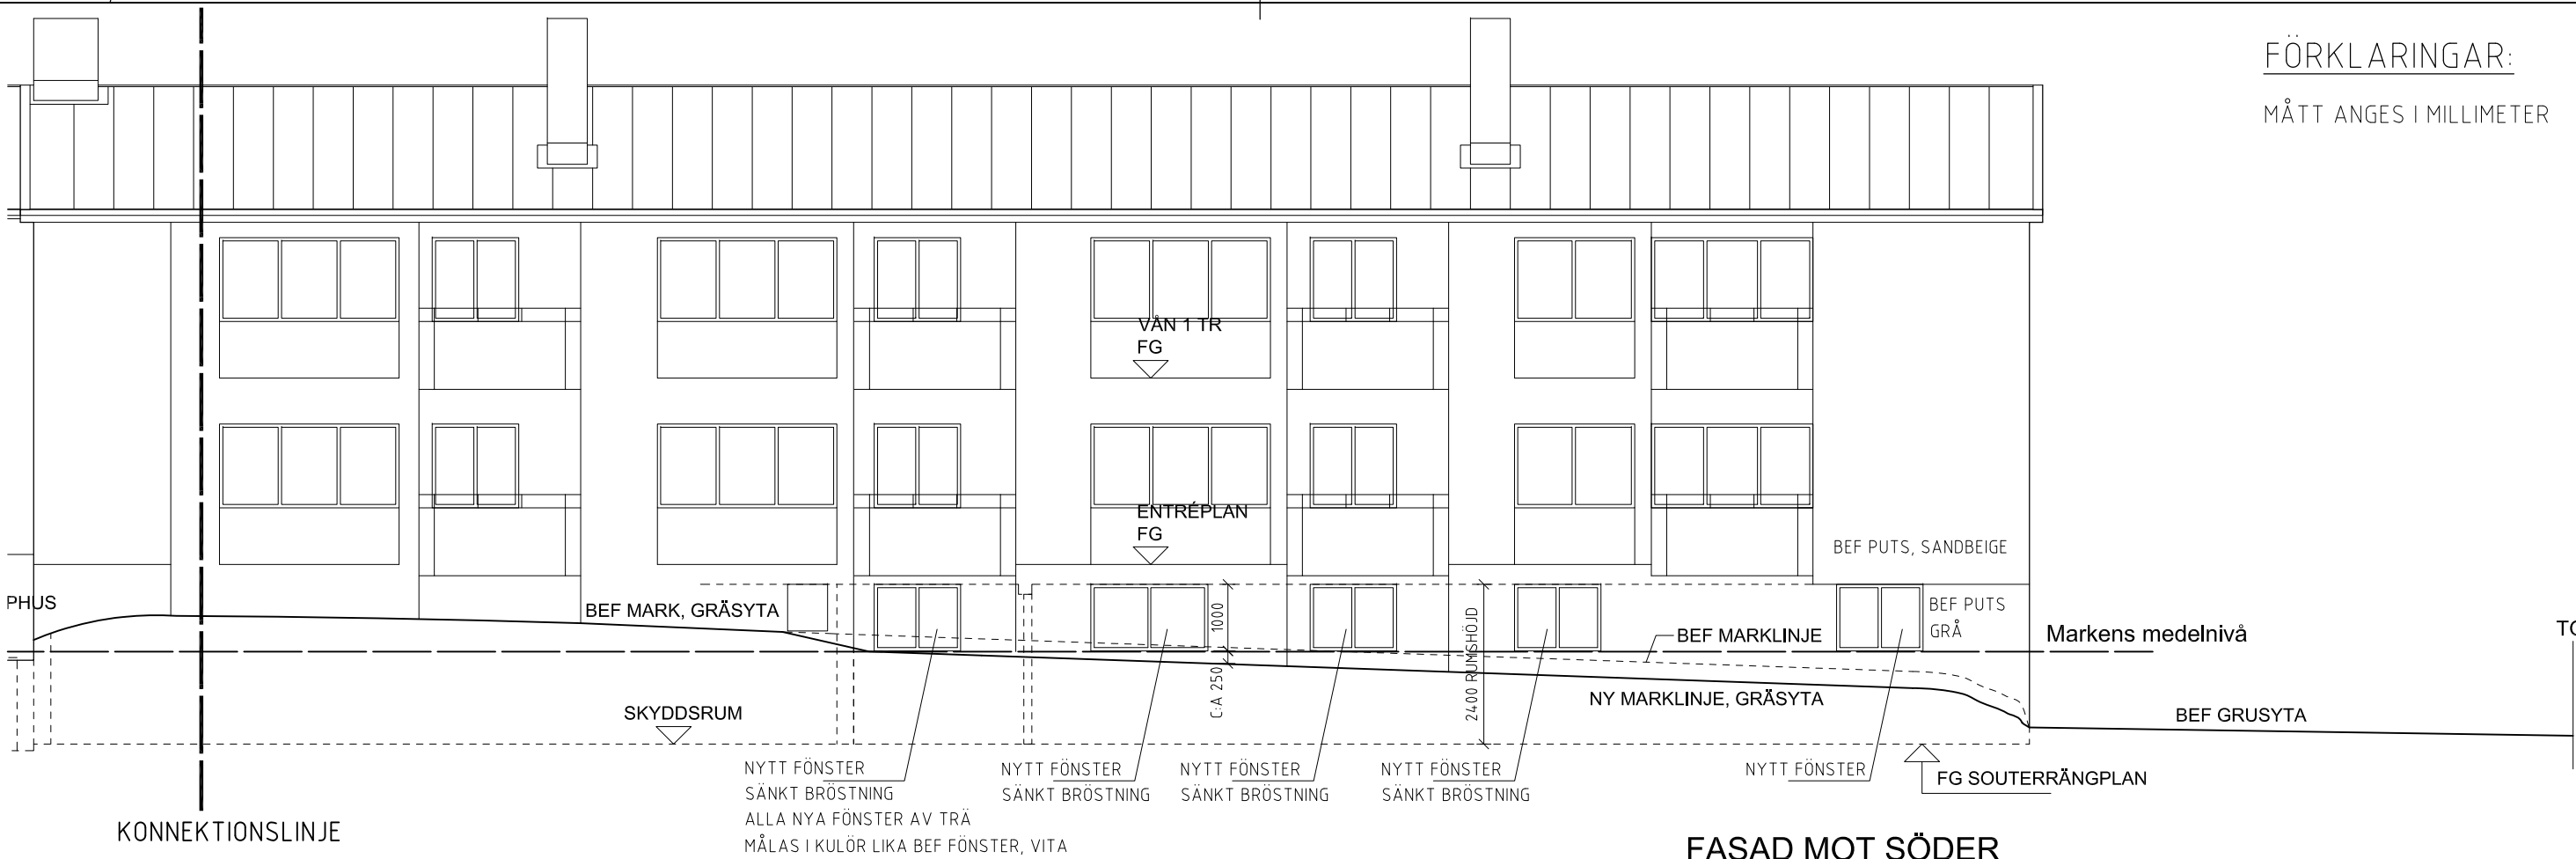 FÖRKLARINGAR:
MÅTT ANGES I MILLIMETER
VÅN 1 TR
FG
ENTRÉPLAN
FG
BEF PUTS, SANDBEIGE
PHUS
BEF MARK, GRÄSYTA
1000
C:A 250
2400 RUMSHÖJD
BEF MARKLINJE
BEF PUTS
GRÅ
Markens medelnivå
NY MARKLINJE, GRÄSYTA
SKYDDSRUM
BEF GRUSYTA
NYTT FÖNSTER
SÄNKT BRÖSTNING
ALLA NYA FÖNSTER AV TRÄ
MÅLAS I KULÖR LIKA BEF FÖNSTER, VITA
NYTT FÖNSTER
SÄNKT BRÖSTNING
NYTT FÖNSTER
SÄNKT BRÖSTNING
NYTT FÖNSTER
SÄNKT BRÖSTNING
NYTT FÖNSTER
FG SOUTERRÄNGPLAN
KONNEKTIONSLINJE
FASAD MOT SÖDER